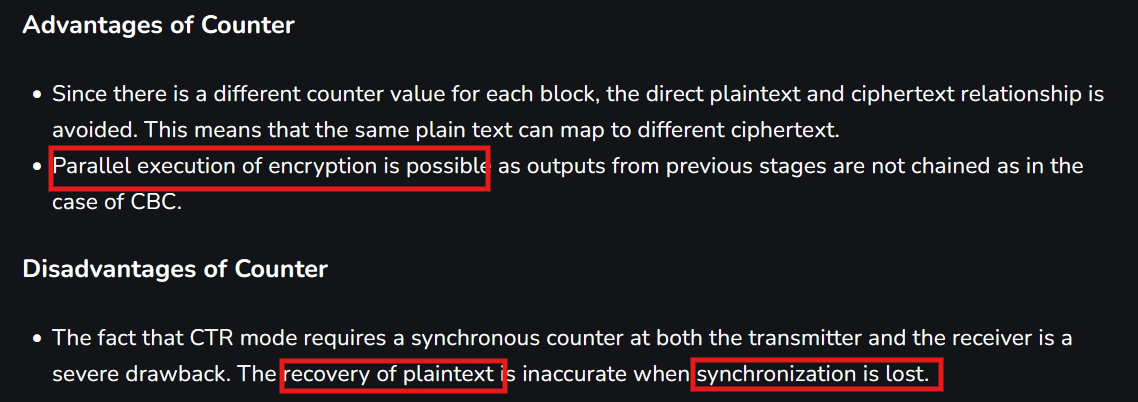 Advantages of Counter
• Since there is a different counter value for each block, the direct plaintext and ciphertext relationship is
avoided. This means that the same plain text can map to different ciphertext.
• Parallel execution of encryption is possible as outputs from previous stages are not chained as in the
case of CBC.
Disadvantages of Counter
• The fact that CTR mode requires a synchronous counter at both the transmitter and the receiver is a
severe drawback. The recovery of plaintext is inaccurate when synchronization is lost.